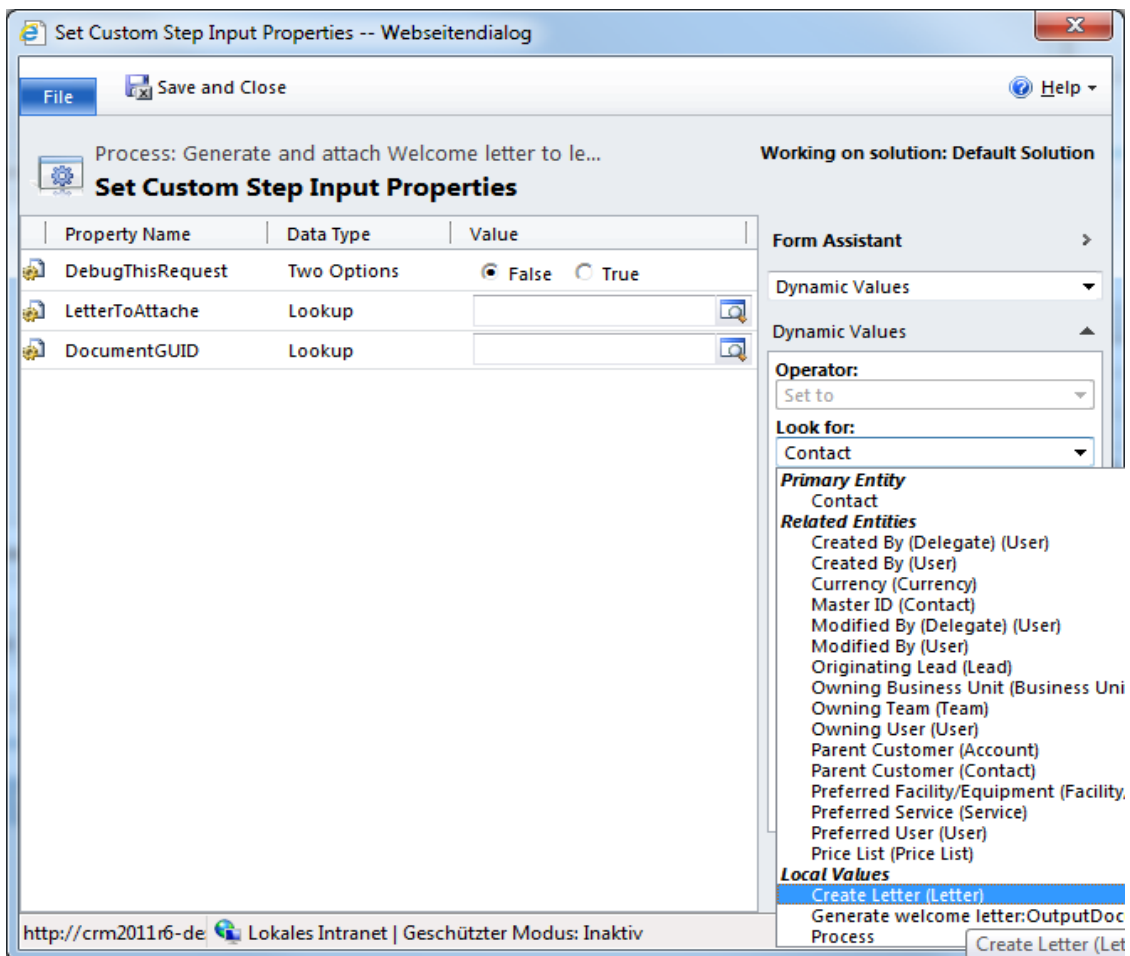 Set Custom Step Input Properties -- Webseitendialog
File
Save and Close
Help
Process: Generate and attach Welcome letter to le...
Set Custom Step Input Properties
Working on solution: Default Solution
Property Name Data Type Value
DebugThisRequest Two Options False True
LetterToAttache Lookup
DocumentGUID Lookup
Form Assistant
Dynamic Values
Dynamic Values
Operator:
Set to
Look for:
Contact
Primary Entity
Contact
Related Entities
Created By (Delegate) (User)
Created By (User)
Currency (Currency)
Master ID (Contact)
Modified By (Delegate) (User)
Modified By (User)
Originating Lead (Lead)
Owning Business Unit (Business Uni
Owning Team (Team)
Owning User (User)
Parent Customer (Account)
Parent Customer (Contact)
Preferred Facility/Equipment (Facility/
Preferred Service (Service)
Preferred User (User)
Price List (Price List)
Local Values
Create Letter (Letter)
Generate welcome letter:OutputDoc
Process
Create Letter (Let
http://crm2011r6-de Lokales Intranet | Geschützter Modus: Inaktiv